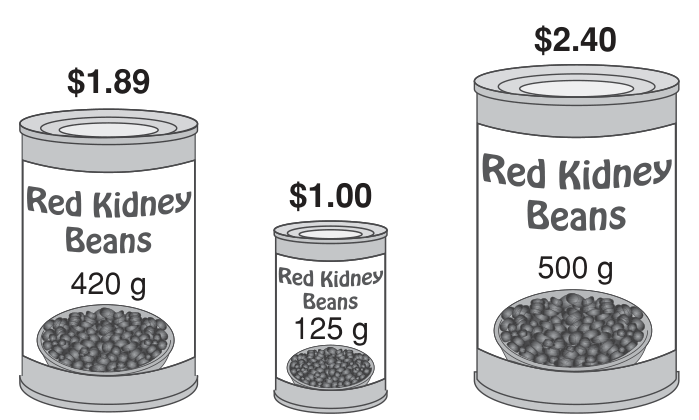 $1.89
Red Kidney
Beans
420 g
$1.00
Red Kidney
Beans
125 g
$2.40
Red Kidney
Beans
500 g